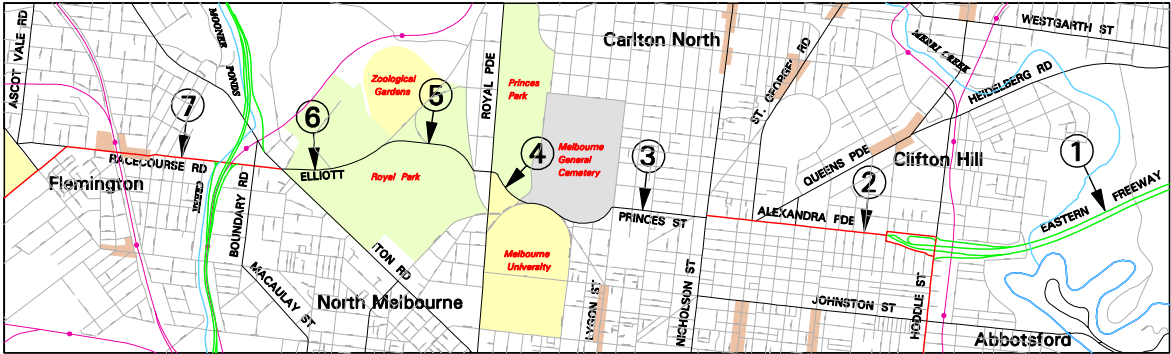 ASCOT VALE RD
MOONEE
PONDS
CREEK
Zoological
Gardens
ROYAL PDE
Princes
Park
Carlton North
ST. GEORGES RD
MERRI CREEK
WESTGARTH ST
HEIDELBERG RD
7
6
5
4
3
2
1
RACECOURSE RD
Flemington
BOUNDARY RD
ELLIOTT
Royal Park
Melbourne
General
Cemetery
PRINCES ST
QUEENS PDE
Clifton Hill
ALEXANDRA PDE
EASTERN FREEWAY
MACAULAY ST
TON RD
North Melbourne
Melbourne
University
LYGON ST
NICHOLSON ST
JOHNSTON ST
HODDLE ST
Abbotsford